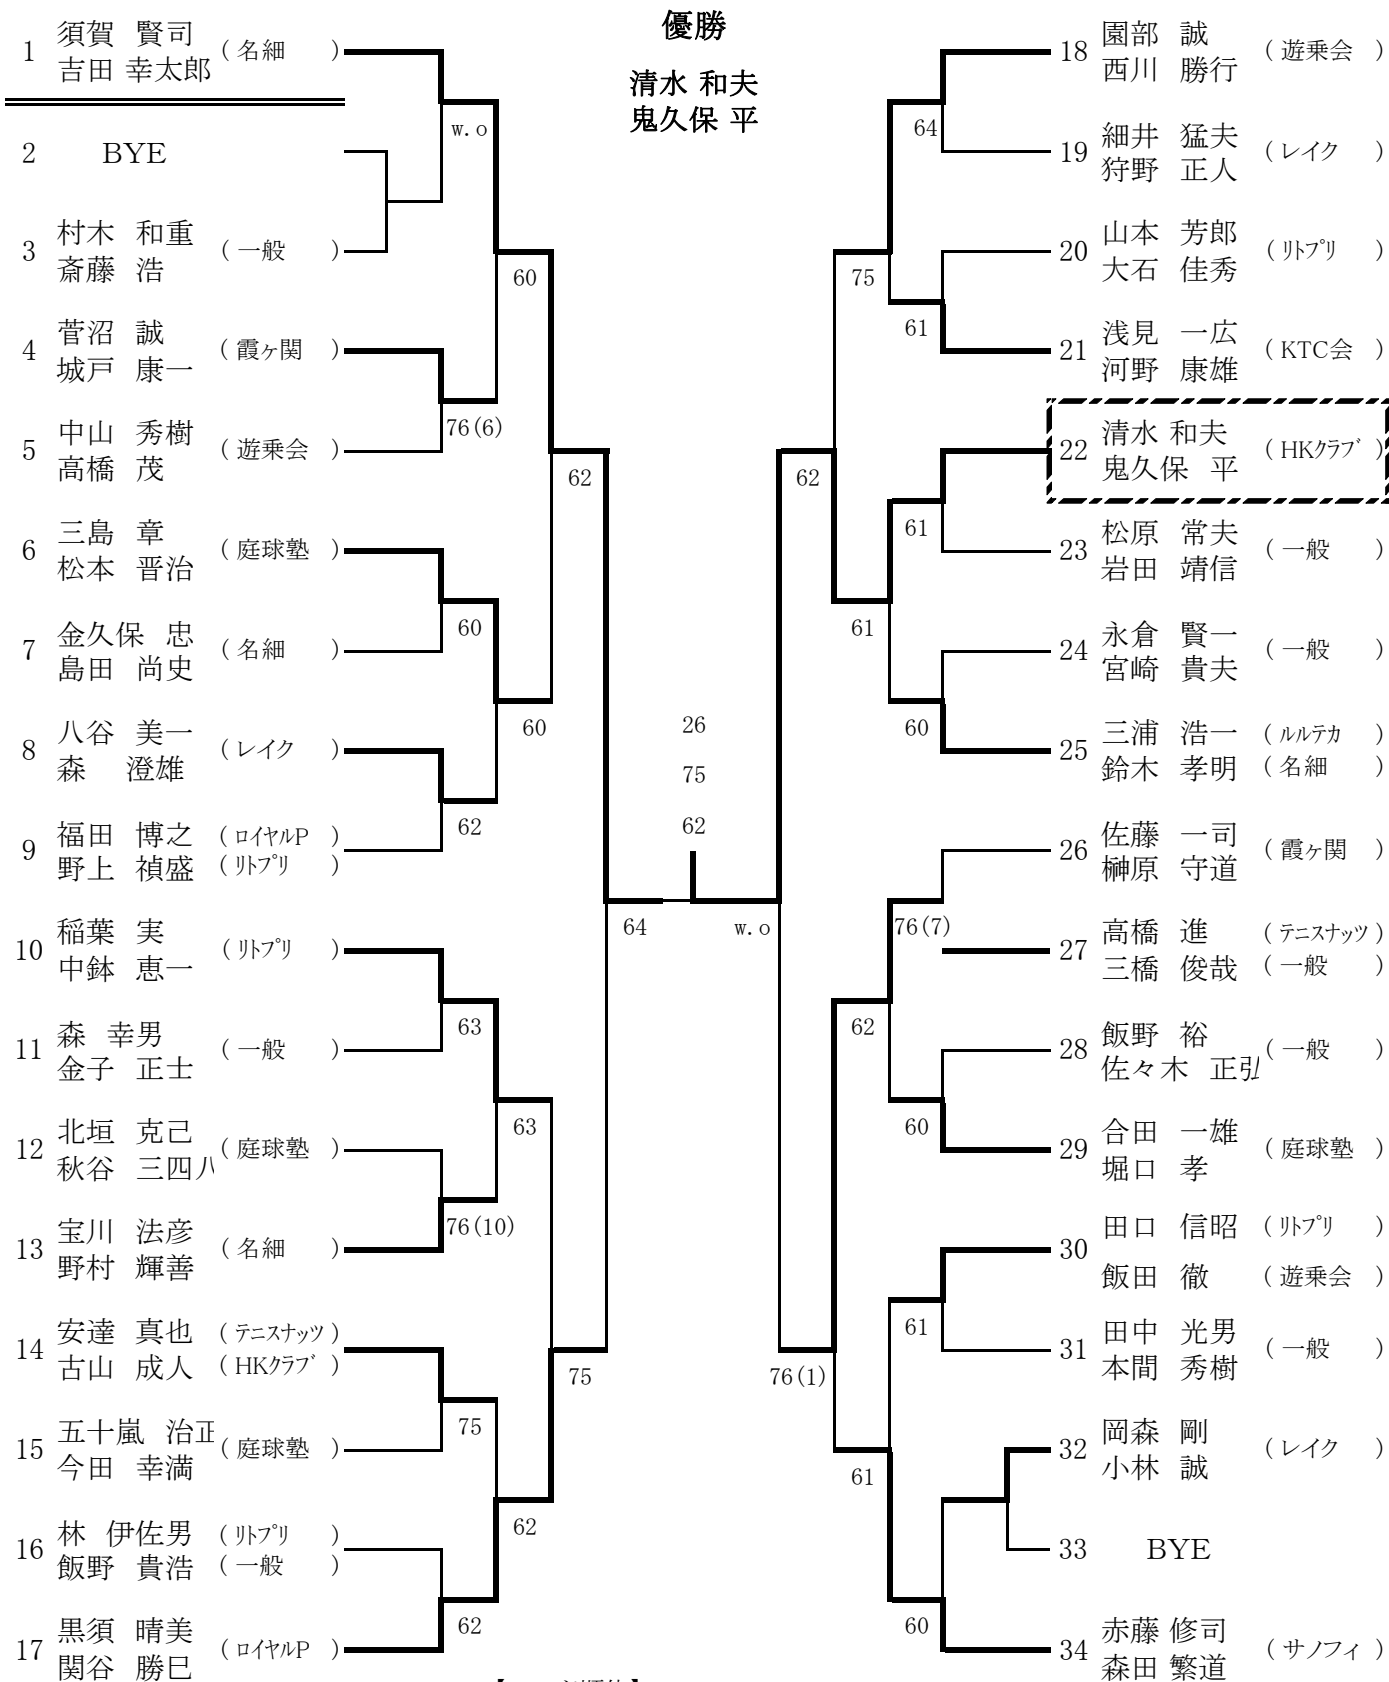 優勝
清水 和夫
鬼久保 平
1 須賀 賢司 (名細)
吉田 幸太郎
w.o
2 BYE
3 村木 和重 (一般)
斎藤 浩
60
4 菅沼 誠 (霞ヶ関)
城戸 康一
76(6)
5 中山 秀樹 (遊乗会)
高橋 茂
62
6 三島 章 (庭球塾)
松本 晋治
60
7 金久保 忠 (名細)
島田 尚史
60
8 八谷 美一 (レイク)
森 澄雄
62
9 福田 博之 (ロイヤルP)
野上 禎盛 (リトプリ)
64
10 稲葉 実 (リトプリ)
中鉢 恵一
63
11 森 幸男 (一般)
金子 正士
63
12 北垣 克己 (庭球塾)
秋谷 三四八
76(10)
13 宝川 法彦 (名細)
野村 輝善
14 安達 真也 (テニスナッツ)
古山 成人 (HKクラブ)
75
75
15 五十嵐 治正 (庭球塾)
今田 幸満
62
16 林 伊佐男 (リトプリ)
飯野 貴浩 (一般)
62
17 黒須 晴美 (ロイヤルP)
関谷 勝巳
26
75
62
w.o
18 園部 誠 (遊乗会)
西川 勝行
64
19 細井 猛夫 (レイク)
狩野 正人
75
20 山本 芳郎 (リトプリ)
大石 佳秀
61
21 浅見 一広 (KTC会)
河野 康雄
62
22 清水 和夫 (HKクラブ)
鬼久保 平
61
23 松原 常夫 (一般)
岩田 靖信
61
24 永倉 賢一 (一般)
宮崎 貴夫
60
25 三浦 浩一 (ルルテカ)
鈴木 孝明 (名細)
26 佐藤 一司 (霞ヶ関)
榊原 守道
76(7)
27 高橋 進 (テニスナッツ)
三橋 俊哉 (一般)
62
28 飯野 裕 (一般)
佐々木 正弘
60
29 合田 一雄 (庭球塾)
堀口 孝
30 田口 信昭 (リトプリ)
飯田 徹 (遊乗会)
61
76(1)
31 田中 光男 (一般)
本間 秀樹
61
32 岡森 剛 (レイク)
小林 誠
33 BYE
60
34 赤藤 修司 (サノフィ)
森田 繁道